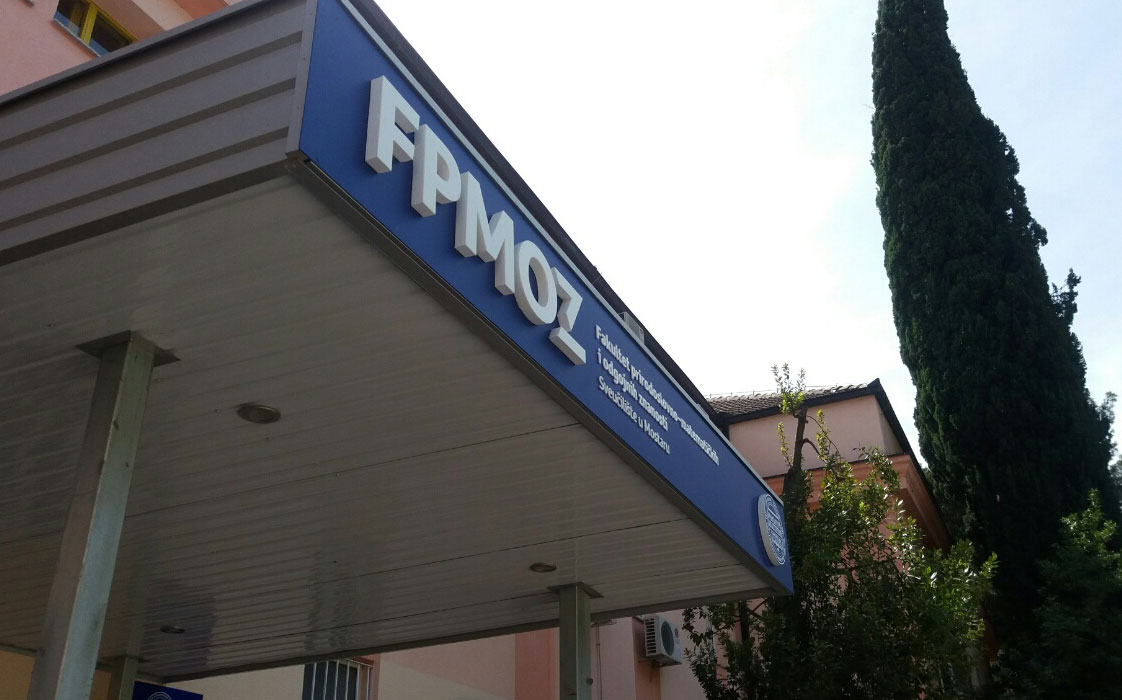 FPMOZ
Fakultet prirodoslovno-matematičkih
i odgojnih znanosti
Sveučilište u Mostaru